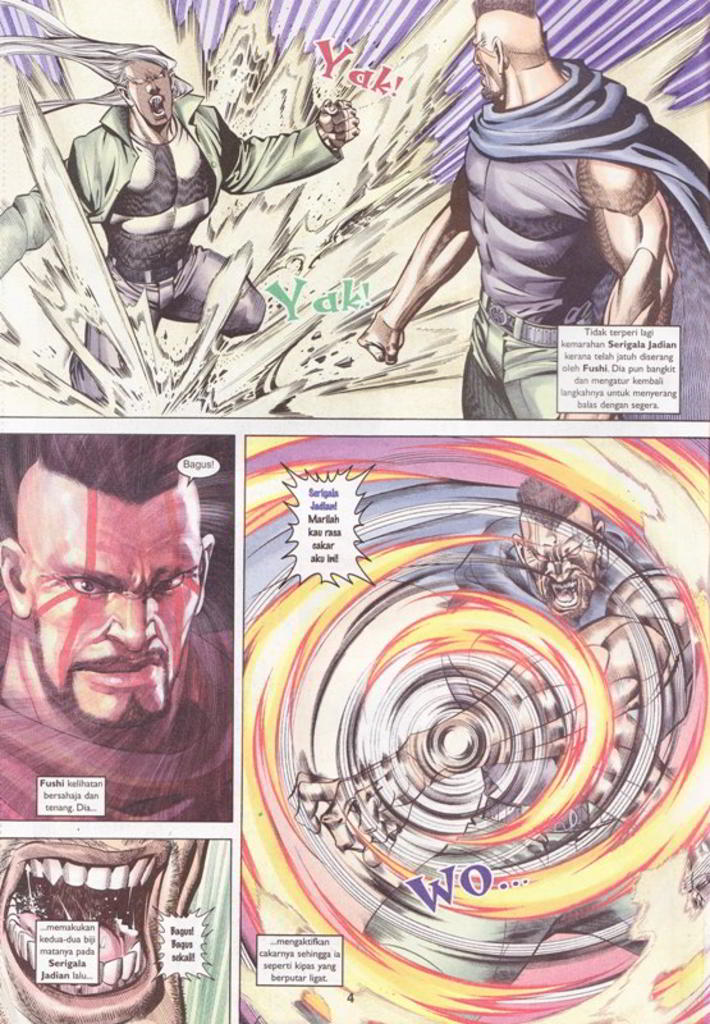 Yak!
Yak!
Tidak terperi lagi
kemarahan Serigala Jadian
kerana telah jatuh diserang
oleh Fushi. Dia pun bangkit
dan mengatur kembali
langkahnya untuk menyerang
balas dengan segera.
Bagus!
Fushi kelihatan
bersahaja dan
tenang. Dia...
...memakukan
kedua-dua biji
matanya pada
Serigala
Jadian lalu...
Bagus!
Bagus
sekali!
Serigala
Jadian!
Marilah
kau rasa
cakar
aku ini!
WO...
...mengaktifkan
cakarnya sehingga ia
seperti kipas yang
berputar ligat.
4